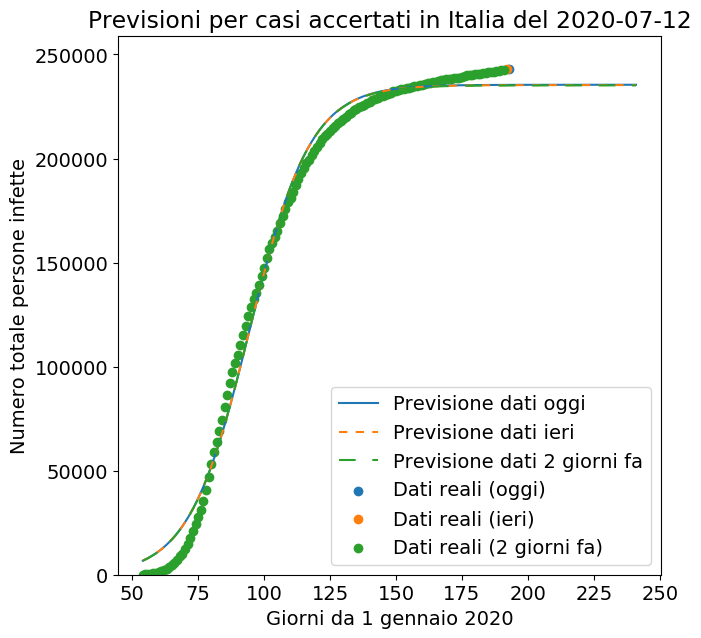 Previsioni per casi accertati in Italia del 2020-07-12
250000
200000
150000
100000
50000
0
Numero totale persone infette
50 75 100 125 150 175 200 225 250
Giorni da 1 gennaio 2020
Previsione dati oggi
Previsione dati ieri
Previsione dati 2 giorni fa
Dati reali (oggi)
Dati reali (ieri)
Dati reali (2 giorni fa)